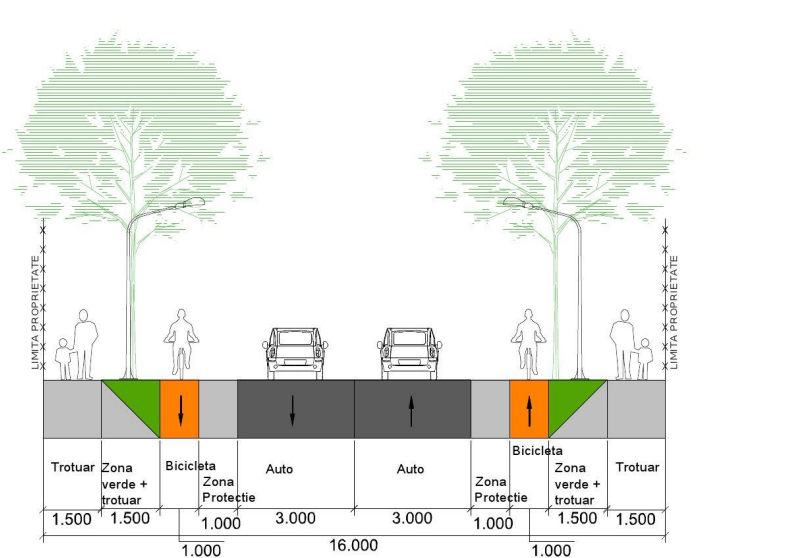 LIMITA PROPRIETATE
LIMITA PROPRIETATE
Trotuar
Zona
verde +
trotuar
Bicicleta
Zona
Protectie
Auto
Auto
Zona
Protectie
Bicicleta
Zona
verde +
trotuar
Trotuar
1.500
1.500
1.000
3.000
3.000
1.000
1.500
1.500
1.000
16.000
1.000